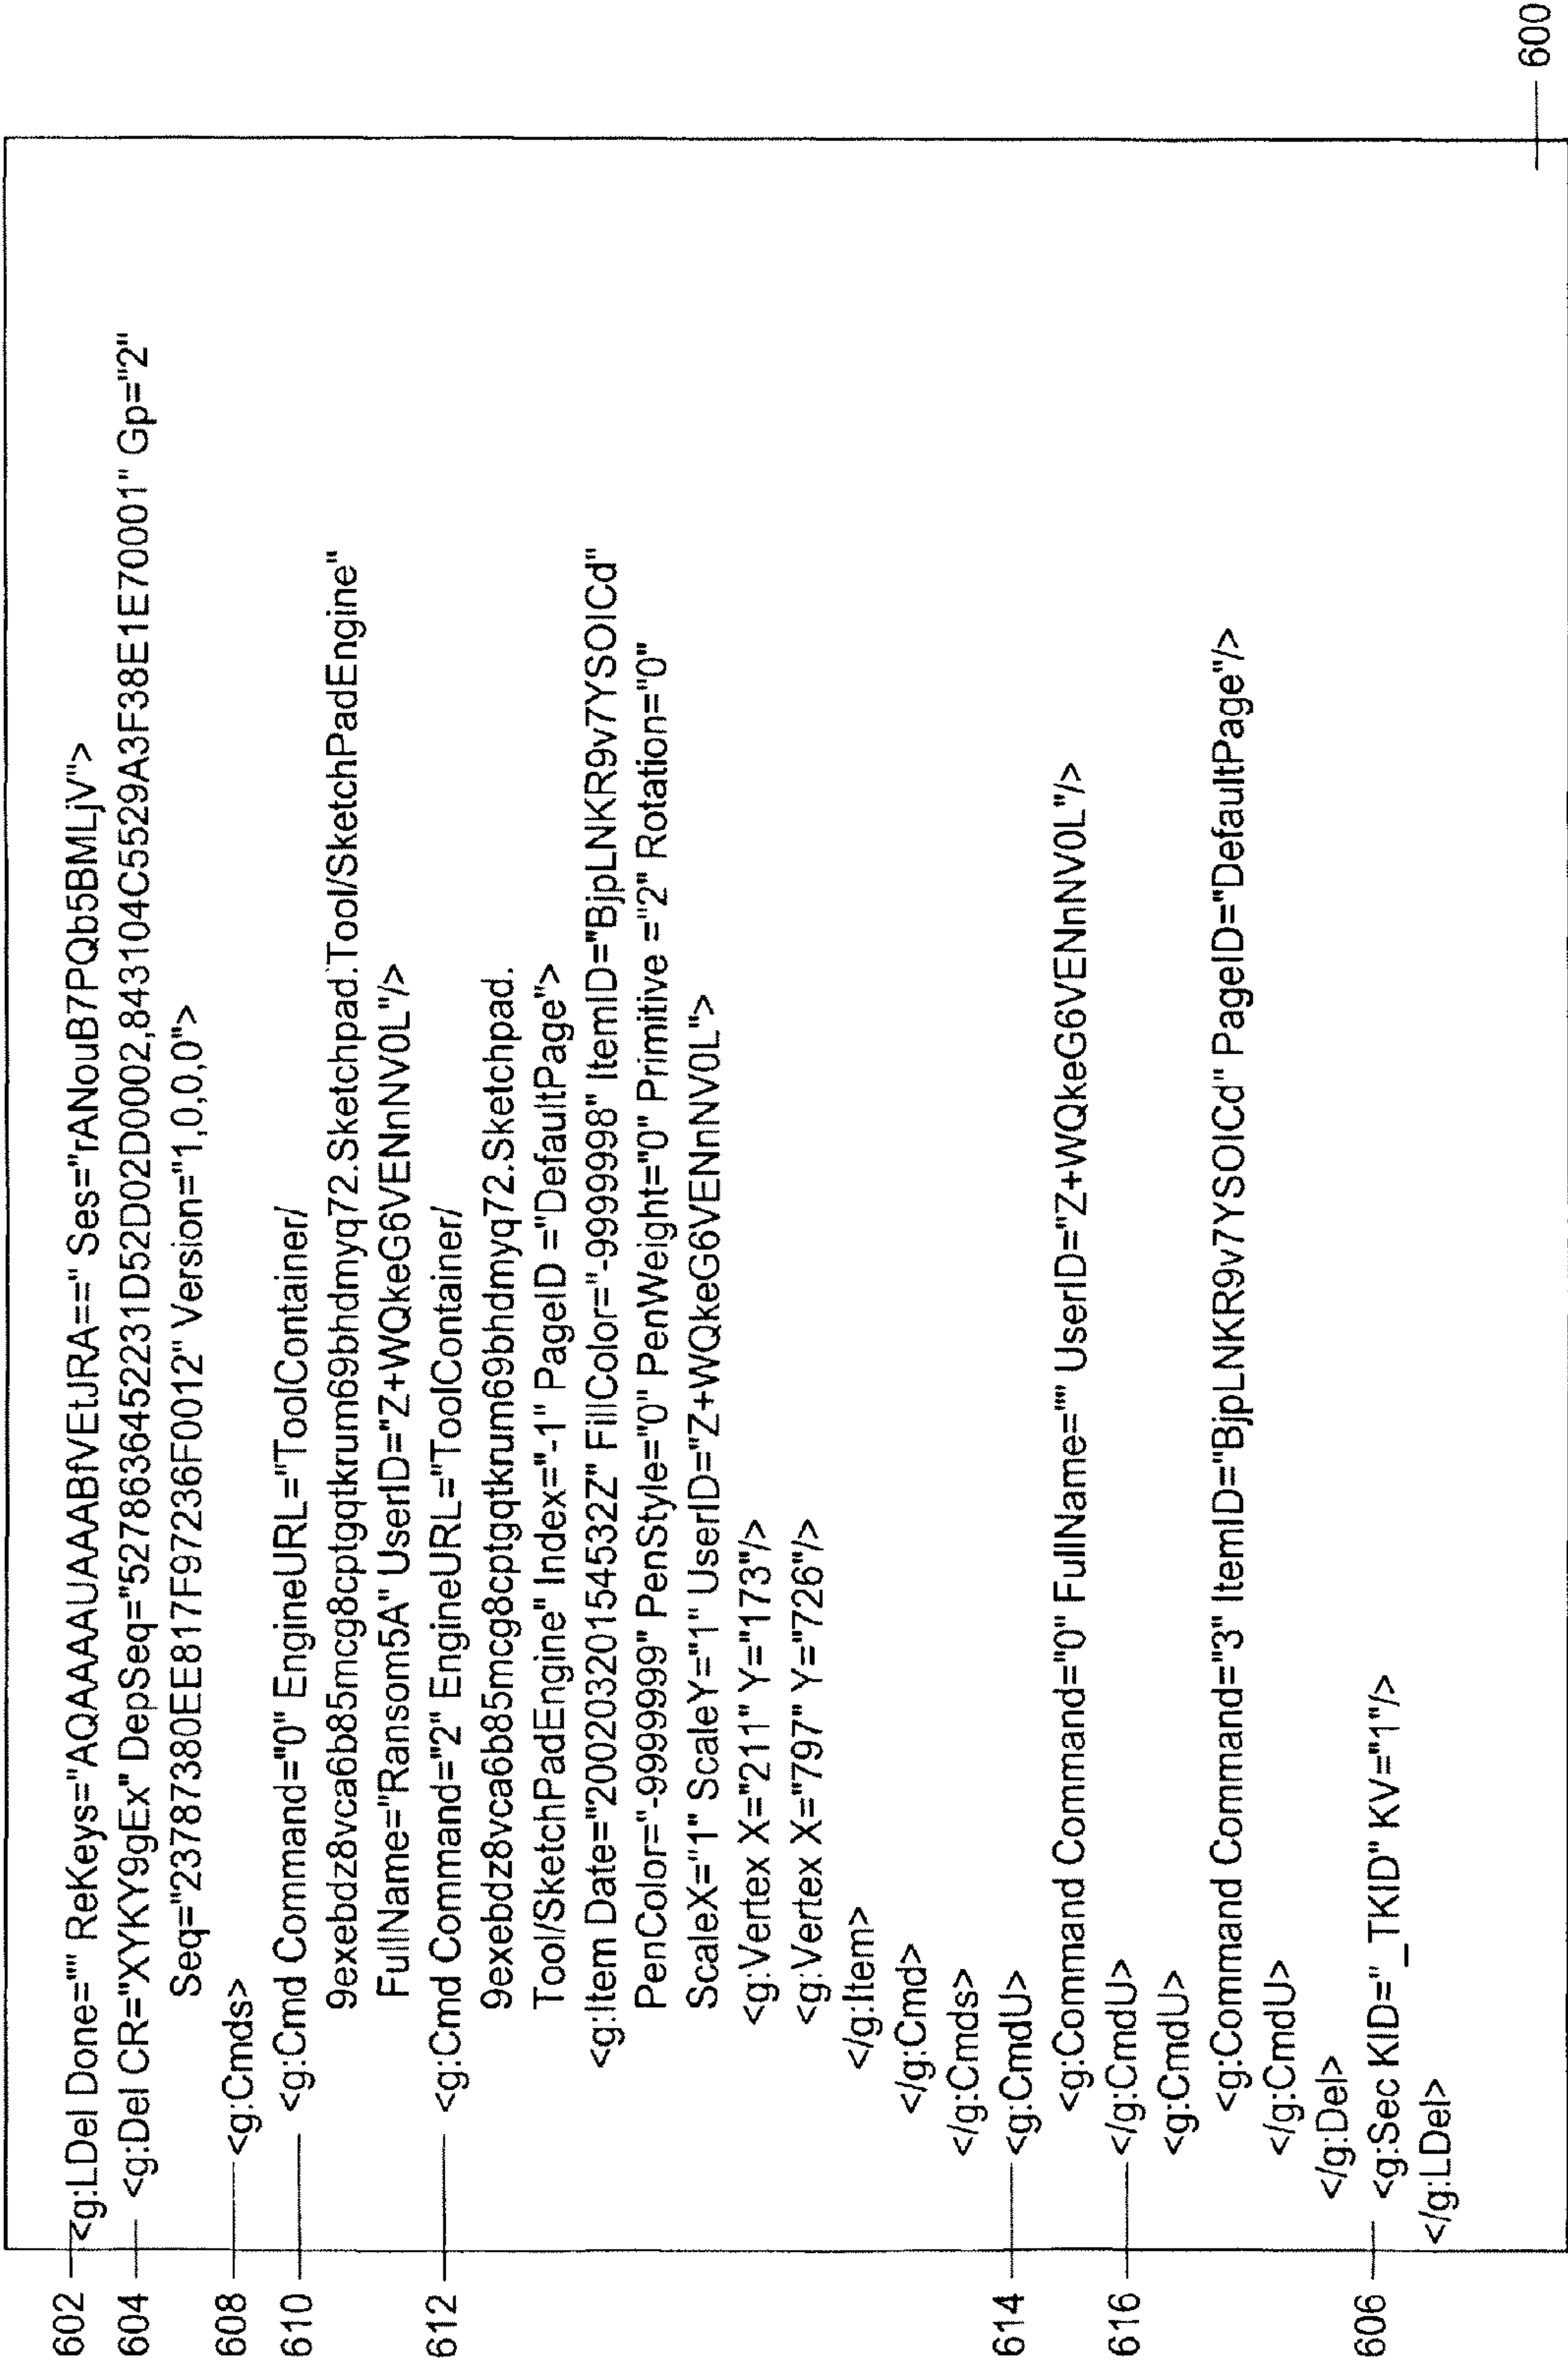 602 <g:LDel Done="" ReKeys="AQAAAAUAAABfVEtJRA==" Ses="rANouB7PQb5BMLjV">
604 <g:Del CR="XYKY9gEx" DepSeq="5278636452231D52D02D0002,843104C5529A3F38E1E70001" Gp="2"
Seq="2378738​0EE817F97236F0012" Version="1,0,0,0">
608 <g:Cmds>
610 <g:Cmd Command="0" EngineURL="ToolContainer/
9exebdz8vca6b85mcg8cptgqtkrum69bhdmyq72.Sketchpad.Tool/SketchPadEngine"
FullName="Ransom5A" UserID="Z+WQkeG6VENnNV0L"/>
612 <g:Cmd Command="2" EngineURL="ToolContainer/
9exebdz8vca6b85mcg8cptgqtkrum69bhdmyq72.Sketchpad.
Tool/SketchPadEngine" Index="-1" PageID ="DefaultPage">
<g:Item Date="20020320154532Z" FillColor="-9999998" ItemID="BjpLNKR9v7YSOICd"
PenColor="-9999999" PenStyle="0" PenWeight="0" Primitive ="2" Rotation="0"
ScaleX="1" ScaleY="1" UserID="Z+WQkeG6VENnNV0L">
<g:Vertex X="211" Y="173"/>
<g:Vertex X="797" Y="726"/>
</g:Item>
</g:Cmd>
</g:Cmds>
614 <g:CmdU>
<g:Command Command="0" FullName="" UserID="Z+WQkeG6VENnNV0L"/>
616 </g:CmdU>
<g:CmdU>
<g:Command Command="3" ItemID="BjpLNKR9v7YSOICd" PageID="DefaultPage"/>
</g:CmdU>
</g:Del>
606 <g:Sec KID="_TKID" KV="1"/>
</g:LDel>
600